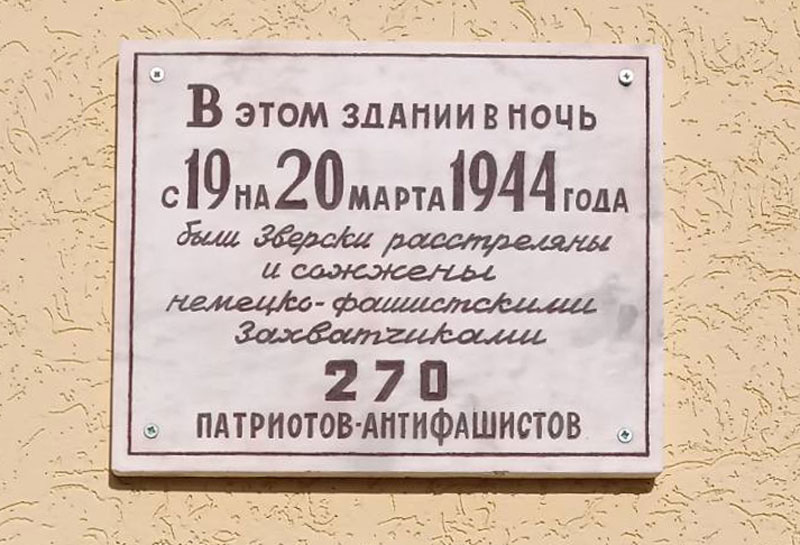 В ЭТОМ ЗДАНИИ В НОЧЬ
С 19 НА 20 МАРТА 1944 ГОДА
были Зверски расстреляны
и сожжены
немецко-фашистскими
Захватчиками
270
ПАТРИОТОВ-АНТИФАШИСТОВ